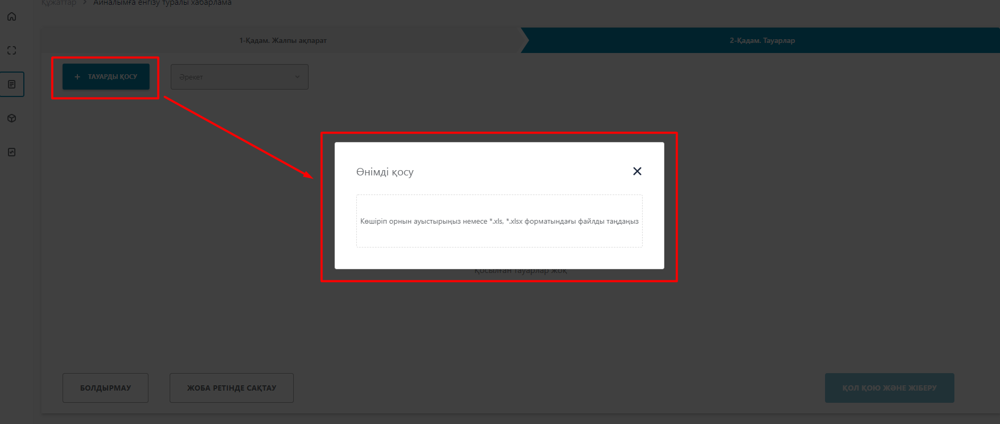 Құжаттар > Айналымға енгізу туралы хабарлама
1-Қадам. Жалпы ақпарат
2-Қадам. Тауарлар
+ ТАУАРДЫ ҚОСУ
Әрекет
Өнімді қосу
Көшіріп орнын ауыстырыңыз немесе *.xls, *.xlsx форматындағы файлды таңдаңыз
Қосылған тауарлар жоқ
БОЛДЫРМАУ
ЖОБА РЕТІНДЕ САҚТАУ
ҚОЛ ҚОЮ ЖӘНЕ ЖІБЕРУ